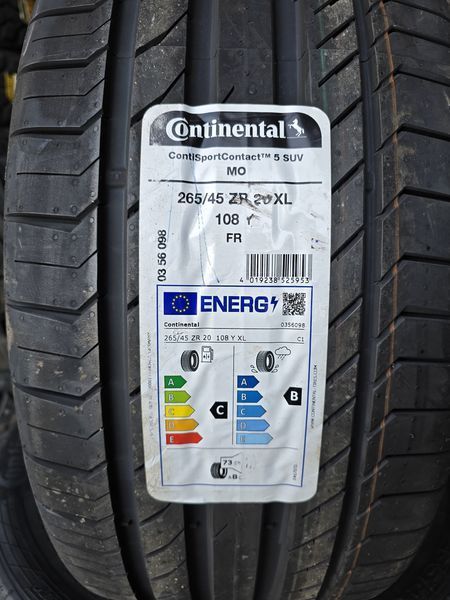 Continental
ContiSportContact™ 5 SUV
MO
265/45 ZR 20 XL
108 Y
FR
03 56 098
4 019238 525953
ENERG
Continental 0356098
265/45 ZR 20 108 Y XL C1
A
B
C
D
E
C
A
B
C
D
E
B
73
A B